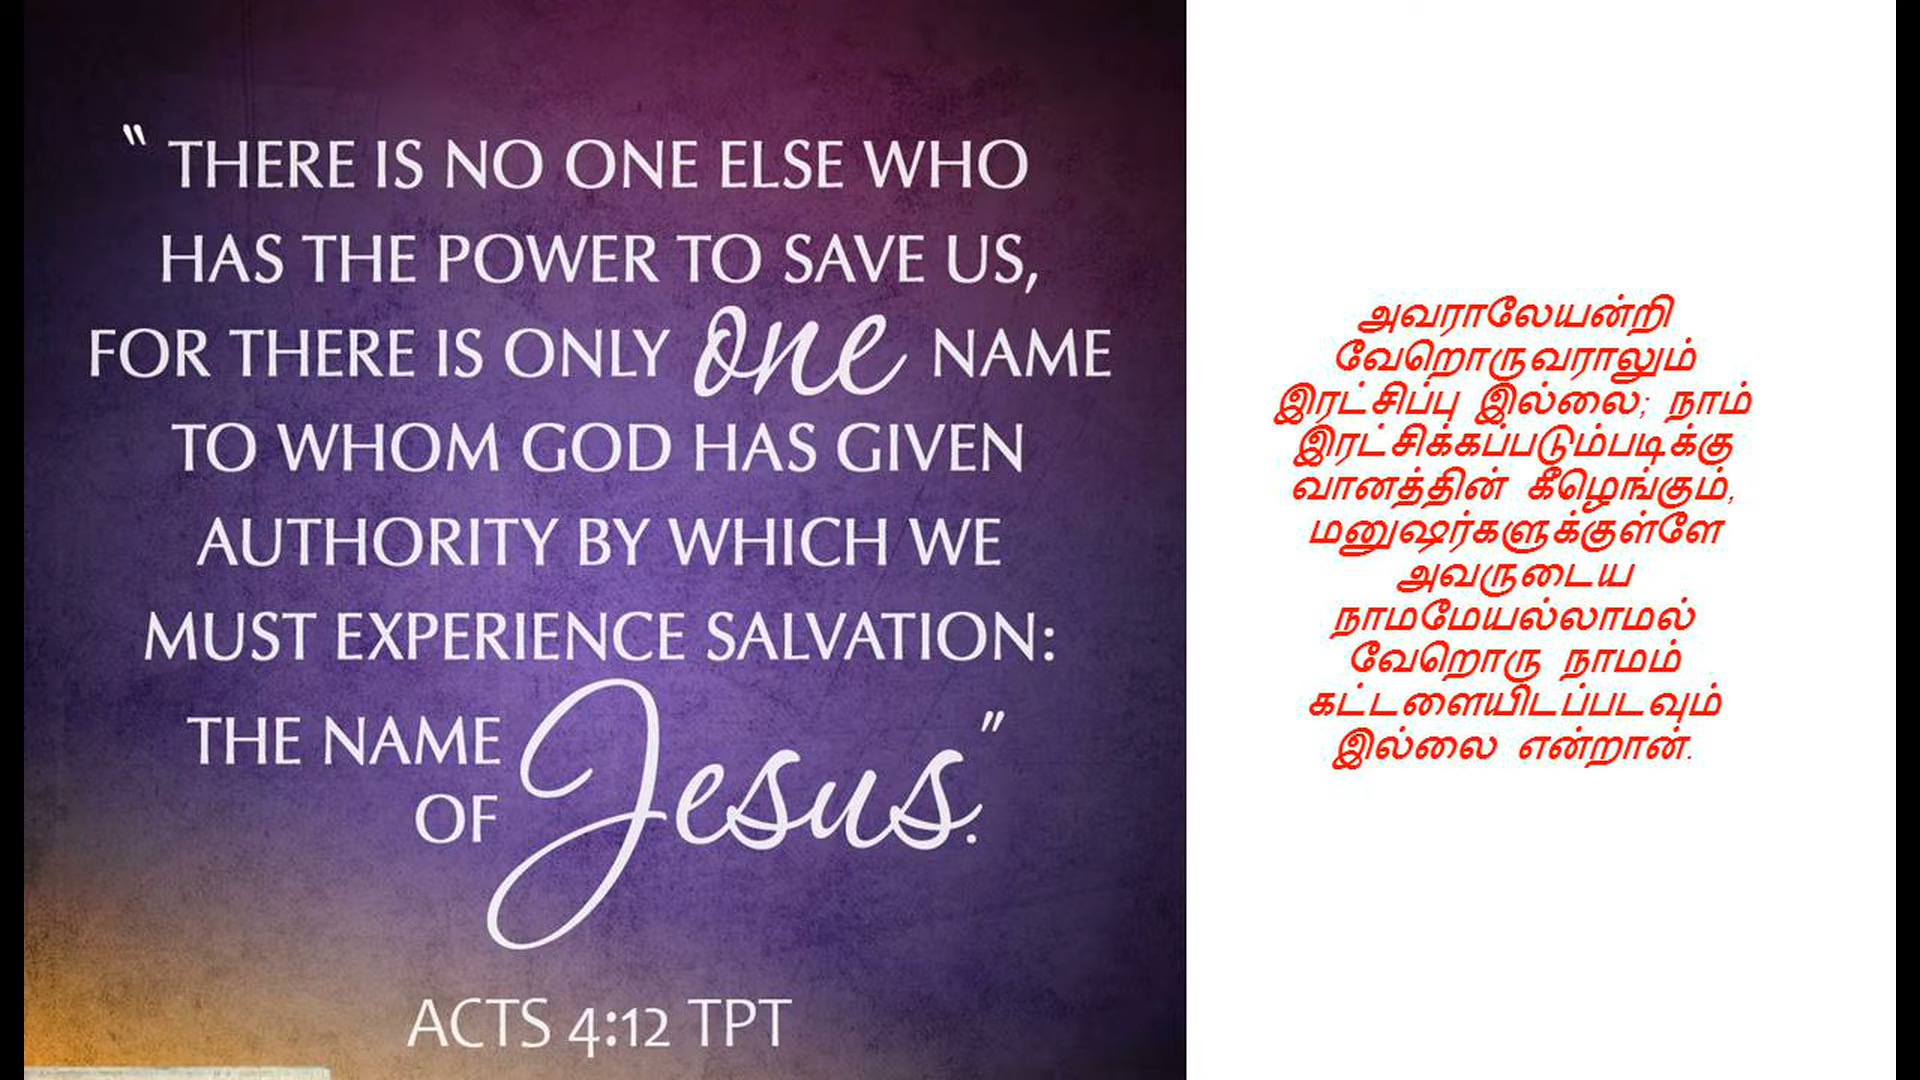 “ THERE IS NO ONE ELSE WHO
HAS THE POWER TO SAVE US,
FOR THERE IS ONLY one NAME
TO WHOM GOD HAS GIVEN
AUTHORITY BY WHICH WE
MUST EXPERIENCE SALVATION:
THE NAME
OF Jesus.”
ACTS 4:12 TPT
அவராலேயன்றி
வேறொருவராலும்
இரட்சிப்பு இல்லை; நாம்
இரட்சிக்கப்படும்படிக்கு
வானத்தின் கீழெங்கும்,
மனுஷர்களுக்குள்ளே
அவருடைய
நாமமேயல்லாமல்
வேறொரு நாமம்
கட்டளையிடப்படவும்
இல்லை என்றான்.